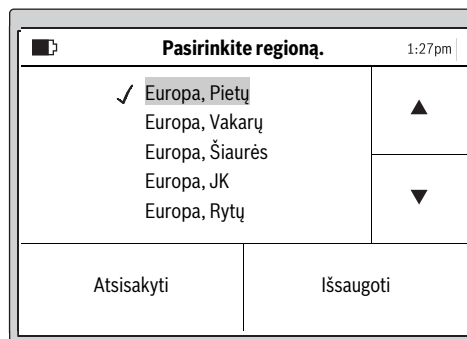 Pasirinkite regioną. 1:27pm
Europa, Pietų
Europa, Vakarų
Europa, Šiaurės
Europa, JK
Europa, Rytų
Atsisakyti Išsaugoti